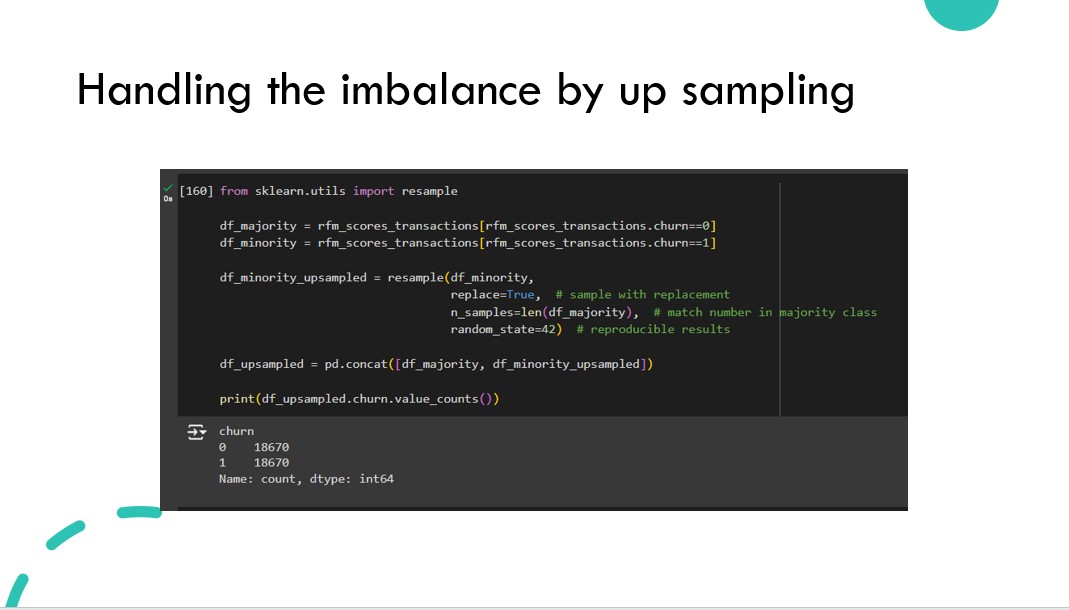 Handling the imbalance by up sampling
0s
[160] from sklearn.utils import resample
df_majority = rfm_scores_transactions[rfm_scores_transactions.churn==0]
df_minority = rfm_scores_transactions[rfm_scores_transactions.churn==1]
df_minority_upsampled = resample(df_minority,
replace=True,  # sample with replacement
n_samples=len(df_majority),  # match number in majority class
random_state=42)  # reproducible results
df_upsampled = pd.concat([df_majority, df_minority_upsampled])
print(df_upsampled.churn.value_counts())
churn
0    18670
1    18670
Name: count, dtype: int64